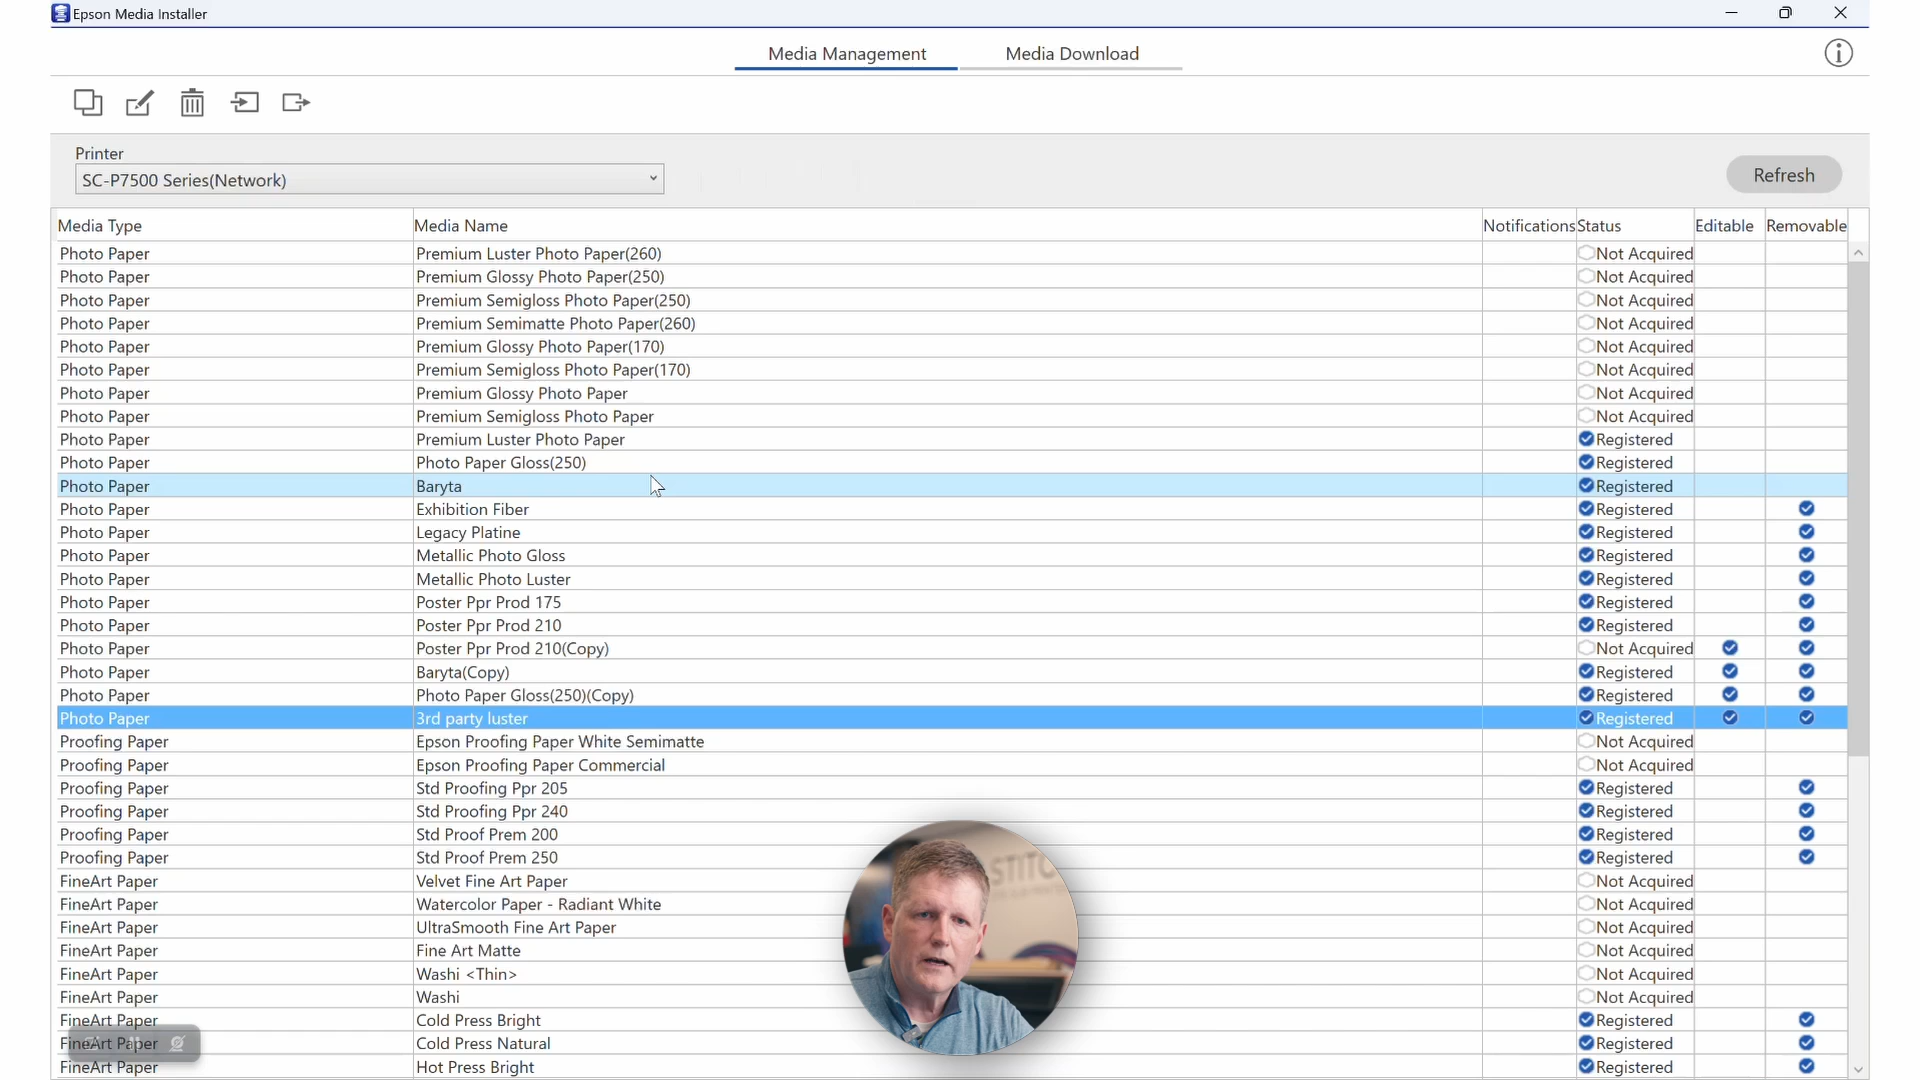 Epson Media Installer
Media Management Media Download
Printer
SC-P7500 Series(Network)
Refresh
Media Type Media Name Notifications Status Editable Removable
Photo Paper Premium Luster Photo Paper(260) Not Acquired
Photo Paper Premium Glossy Photo Paper(250) Not Acquired
Photo Paper Premium Semigloss Photo Paper(250) Not Acquired
Photo Paper Premium Semimatte Photo Paper(260) Not Acquired
Photo Paper Premium Glossy Photo Paper(170) Not Acquired
Photo Paper Premium Semigloss Photo Paper(170) Not Acquired
Photo Paper Premium Glossy Photo Paper Not Acquired
Photo Paper Premium Semigloss Photo Paper Not Acquired
Photo Paper Premium Luster Photo Paper Registered
Photo Paper Photo Paper Gloss(250) Registered
Photo Paper Baryta Registered
Photo Paper Exhibition Fiber Registered
Photo Paper Legacy Platine Registered
Photo Paper Metallic Photo Gloss Registered
Photo Paper Metallic Photo Luster Registered
Photo Paper Poster Ppr Prod 175 Registered
Photo Paper Poster Ppr Prod 210 Registered
Photo Paper Poster Ppr Prod 210(Copy) Not Acquired
Photo Paper Baryta(Copy) Registered
Photo Paper Photo Paper Gloss(250)(Copy) Registered
Photo Paper 3rd party luster Registered
Proofing Paper Epson Proofing Paper White Semimatte Not Acquired
Proofing Paper Epson Proofing Paper Commercial Not Acquired
Proofing Paper Std Proofing Ppr 205 Registered
Proofing Paper Std Proofing Ppr 240 Registered
Proofing Paper Std Proof Prem 200 Registered
Proofing Paper Std Proof Prem 250 Registered
FineArt Paper Velvet Fine Art Paper Not Acquired
FineArt Paper Watercolor Paper - Radiant White Not Acquired
FineArt Paper UltraSmooth Fine Art Paper Not Acquired
FineArt Paper Fine Art Matte Not Acquired
FineArt Paper Washi <Thin> Not Acquired
FineArt Paper Washi Not Acquired
FineArt Paper Cold Press Bright Registered
FineArt Paper Cold Press Natural Registered
FineArt Paper Hot Press Bright Registered